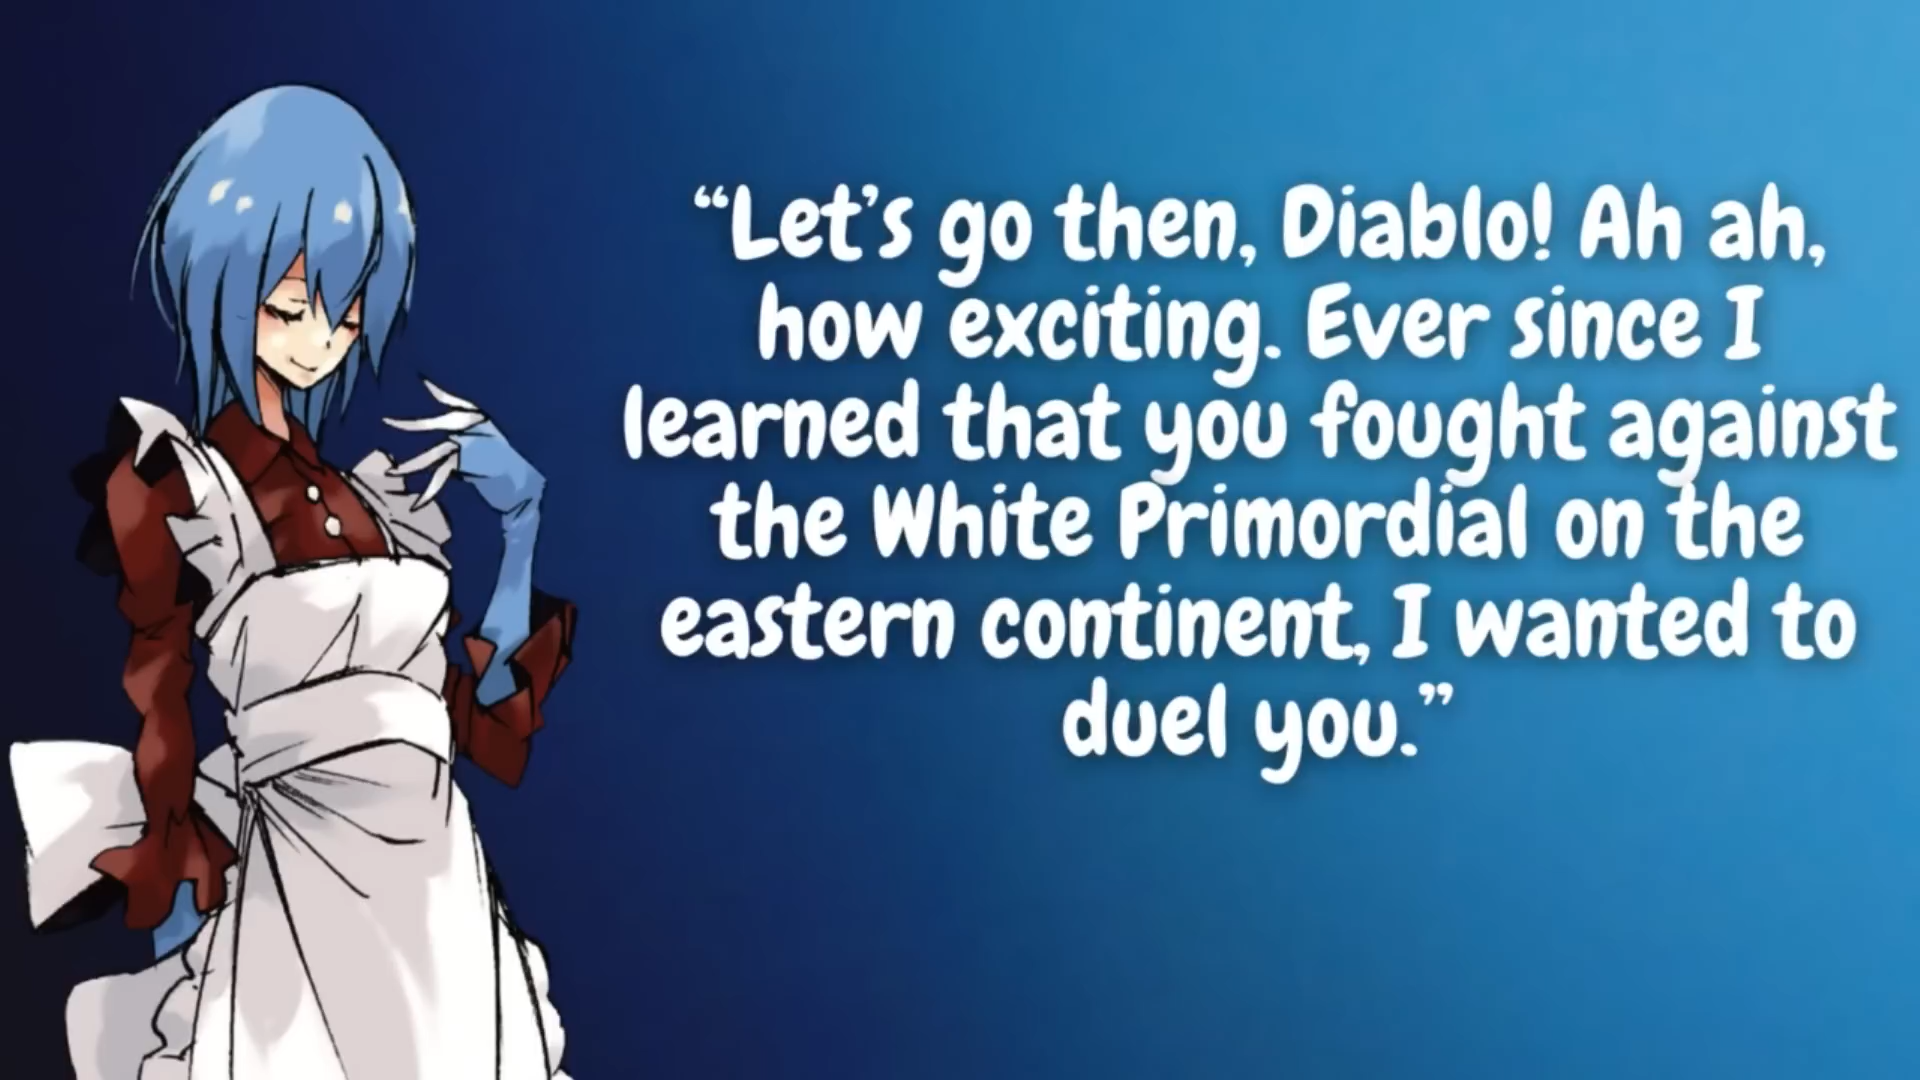 “Let’s go then, Diablo! Ah ah,
how exciting. Ever since I
learned that you fought against
the White Primordial on the
eastern continent, I wanted to
duel you.”